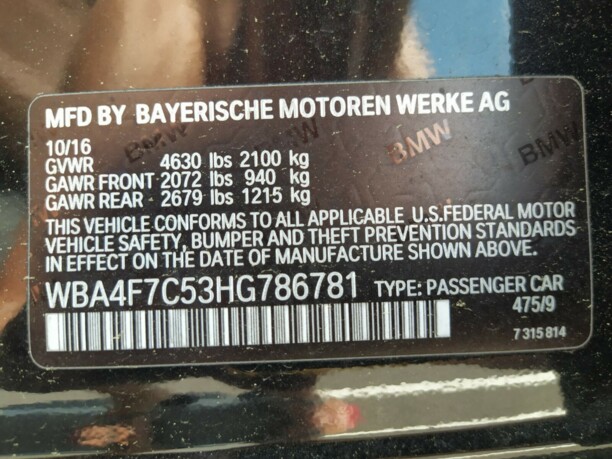 MFD BY BAYERISCHE MOTOREN WERKE AG
10/16
GVWR 4630 lbs 2100 kg
GAWR FRONT 2072 lbs 940 kg
GAWR REAR 2679 lbs 1215 kg
THIS VEHICLE CONFORMS TO ALL APPLICABLE U.S.FEDERAL MOTOR
VEHICLE SAFETY, BUMPER AND THEFT PREVENTION STANDARDS
IN EFFECT ON THE DATE OF MANUFACTURE SHOWN ABOVE
WBA4F7C53HG786781 TYPE: PASSENGER CAR
475/9
7 315 814
BMW
BMW
BMW